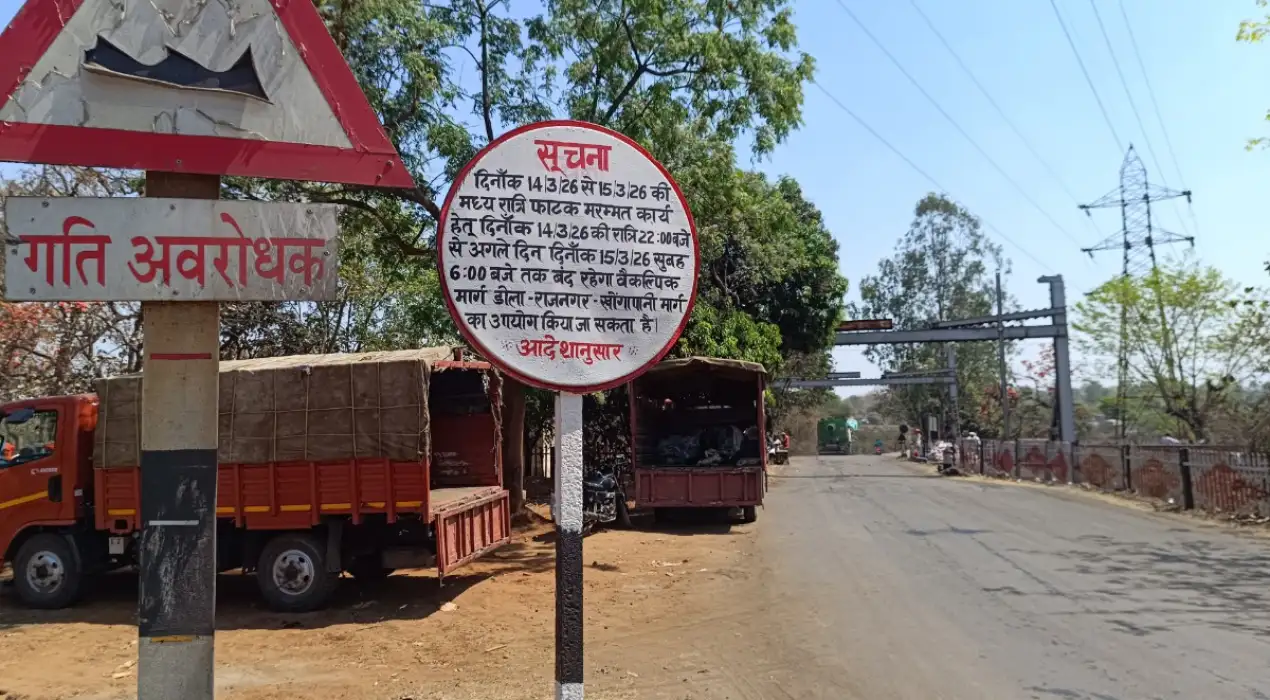 गति अवरोधक
सूचना
दिनाँक 14/3/26 से 15/3/26 की
मध्य रात्रि फाटक मरम्मत कार्य
हेतु दिनाँक 14/3/26 की रात्रि 22:00 बजे
से अगले दिन दिनाँक 15/3/26 सुबह
6:00 बजे तक बंद रहेगा वैकल्पिक
मार्ग डोला-राजनगर-खोंगापानी मार्ग
का उपयोग किया जा सकता है।
आदेशानुसार